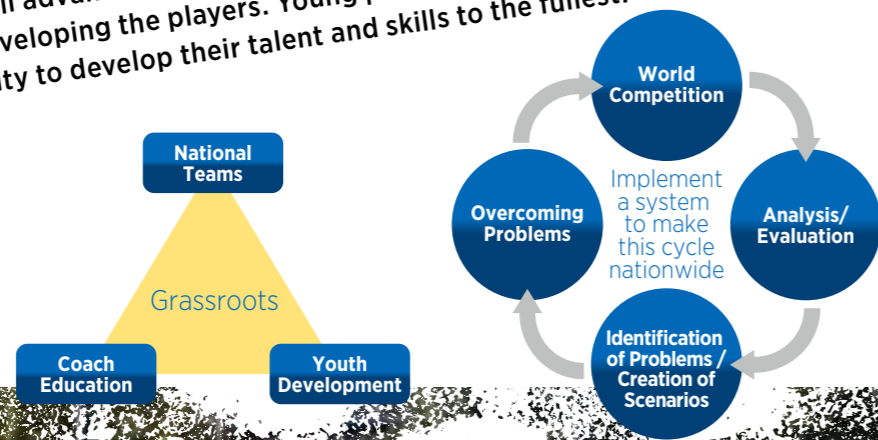 veloping the players. Young
ity to develop their talent and skills to the fullest.
National
Teams
Grassroots
Coach
Education
Youth
Development
World
Competition
Analysis/
Evaluation
Identification
of Problems /
Creation of
Scenarios
Overcoming
Problems
Implement
a system
to make
this cycle
nationwide